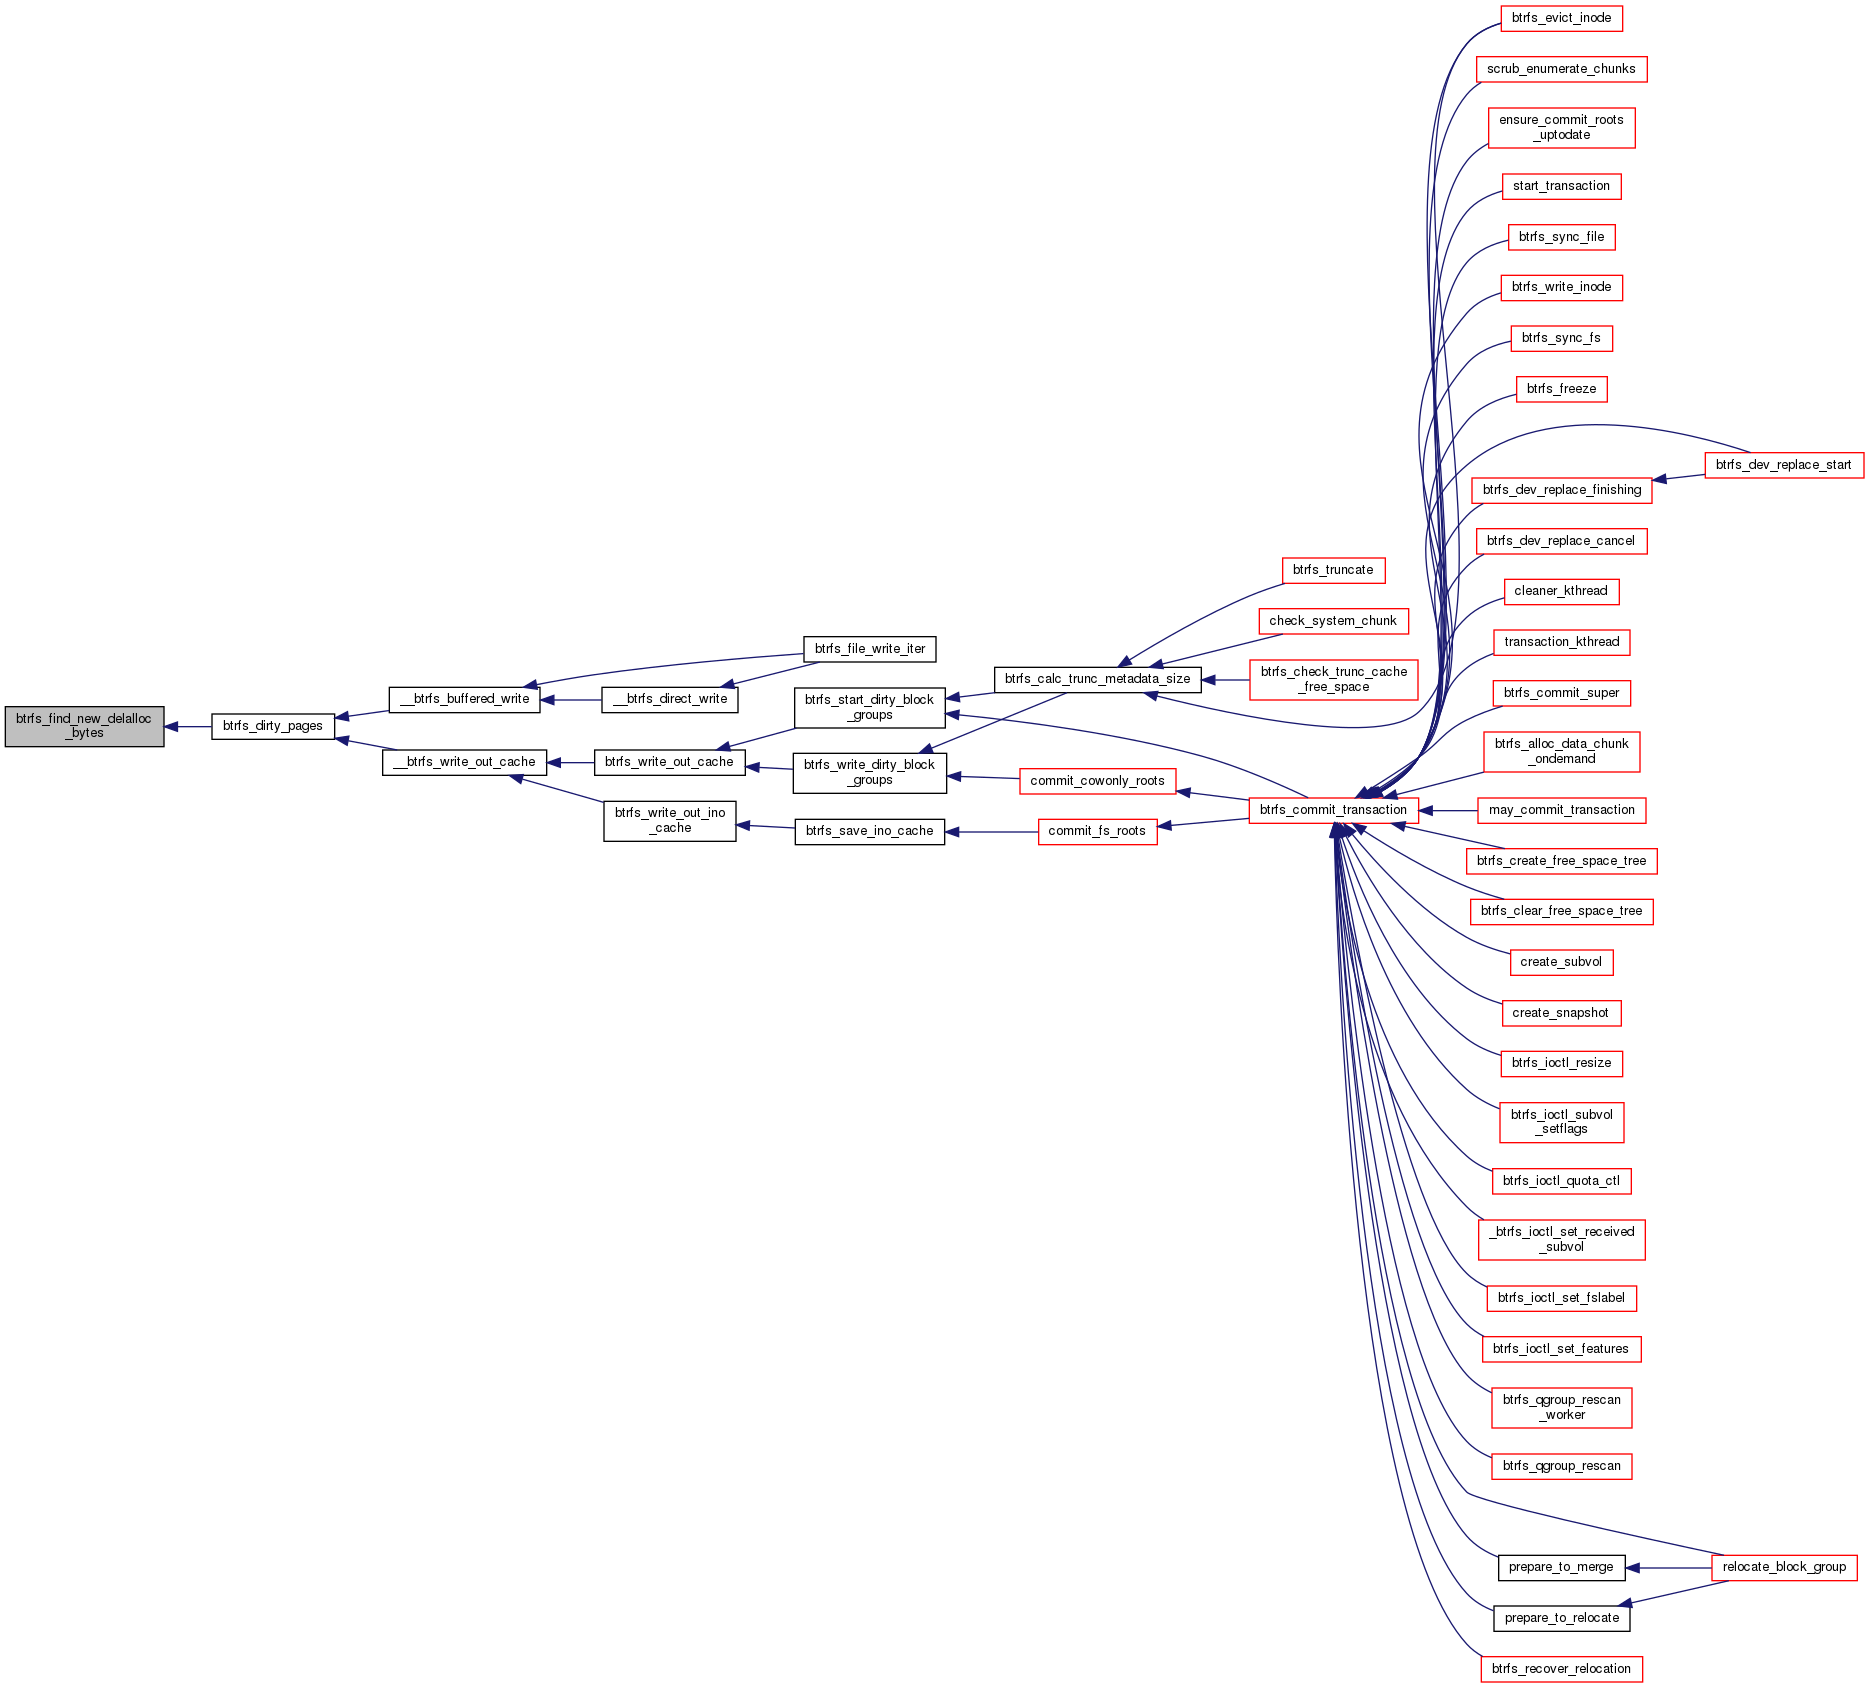 btrfs_find_new_delalloc
_bytes
btrfs_dirty_pages
__btrfs_buffered_write
__btrfs_write_out_cache
__btrfs_direct_write
btrfs_write_out_cache
btrfs_write_out_ino
_cache
btrfs_file_write_iter
btrfs_start_dirty_block
_groups
btrfs_write_dirty_block
_groups
btrfs_save_ino_cache
btrfs_calc_trunc_metadata_size
commit_cowonly_roots
commit_fs_roots
btrfs_truncate
check_system_chunk
btrfs_check_trunc_cache
_free_space
btrfs_commit_transaction
btrfs_evict_inode
scrub_enumerate_chunks
ensure_commit_roots
_uptodate
start_transaction
btrfs_sync_file
btrfs_write_inode
btrfs_sync_fs
btrfs_freeze
btrfs_dev_replace_start
btrfs_dev_replace_finishing
btrfs_dev_replace_cancel
cleaner_kthread
transaction_kthread
btrfs_commit_super
btrfs_alloc_data_chunk
_ondemand
may_commit_transaction
btrfs_create_free_space_tree
btrfs_clear_free_space_tree
create_subvol
create_snapshot
btrfs_ioctl_resize
btrfs_ioctl_subvol
_setflags
btrfs_ioctl_quota_ctl
_btrfs_ioctl_set_received
_subvol
btrfs_ioctl_set_fslabel
btrfs_ioctl_set_features
btrfs_qgroup_rescan
_worker
btrfs_qgroup_rescan
prepare_to_merge
relocate_block_group
prepare_to_relocate
btrfs_recover_relocation